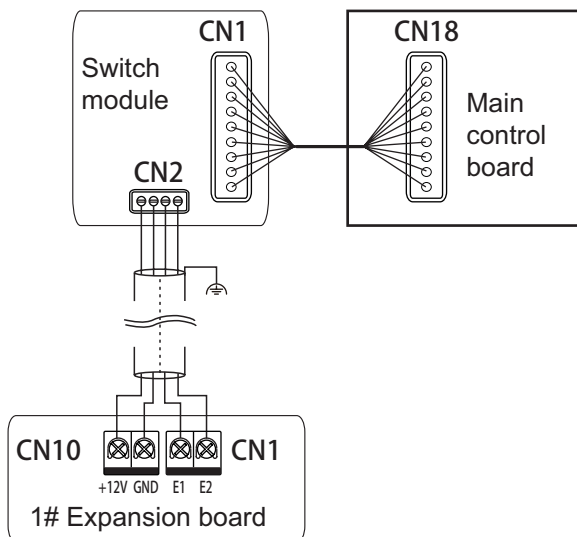 CN1
CN18
Switch
module
Main
control
board
CN2
CN10
CN1
+12V GND E1 E2
1# Expansion board